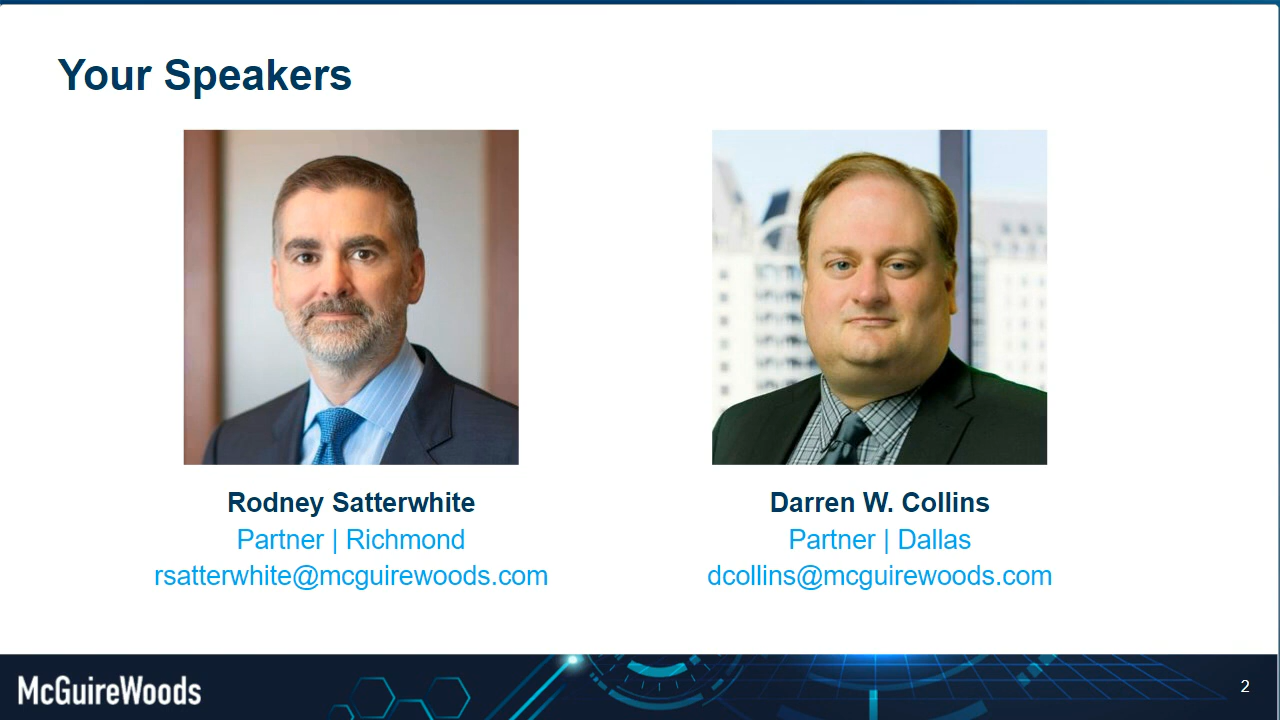 Your Speakers
Rodney Satterwhite
Partner | Richmond
rsatterwhite@mcguirewoods.com
Darren W. Collins
Partner | Dallas
dcollins@mcguirewoods.com
McGuireWoods
2